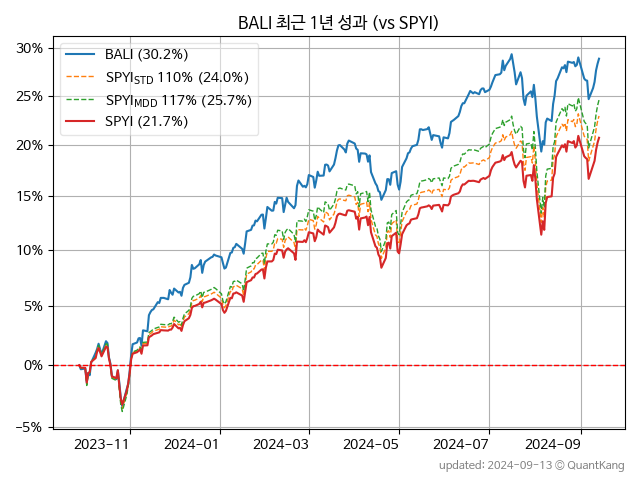 BALI 최근 1년 성과 (vs SPYI)
BALI (30.2%)
SPYI_STD 110% (24.0%)
SPYI_MDD 117% (25.7%)
SPYI (21.7%)
30%
25%
20%
15%
10%
5%
0%
−5%
2023-11 2024-01 2024-03 2024-05 2024-07 2024-09
updated: 2024-09-13 © QuantKang